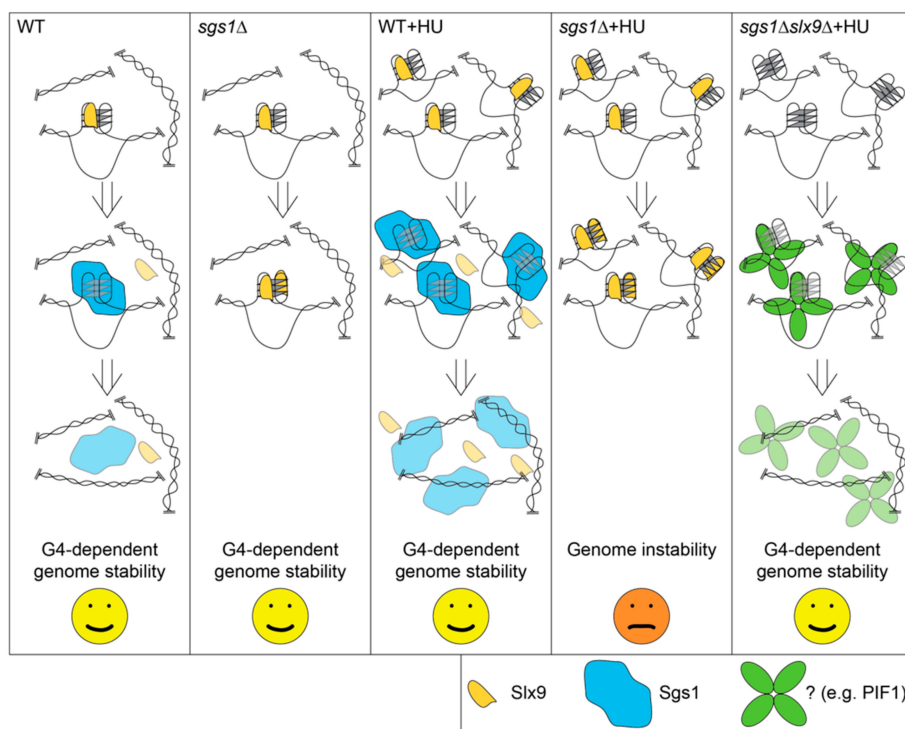 WT
sgs1Δ
WT+HU
sgs1Δ+HU
sgs1Δslx9Δ+HU
G4-dependent
genome stability
G4-dependent
genome stability
G4-dependent
genome stability
Genome instability
G4-dependent
genome stability
Slx9
Sgs1
? (e.g. PIF1)